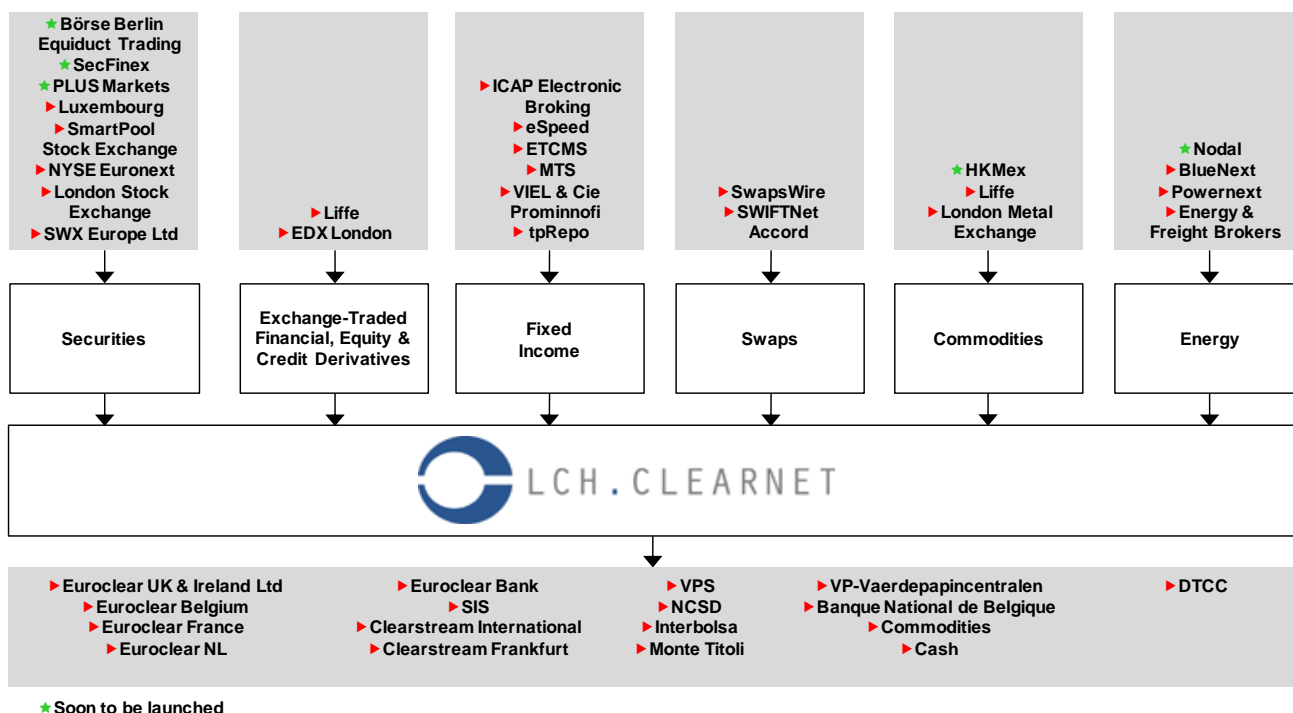 ★Börse Berlin
Equiduct Trading
★SecFinex
★PLUS Markets
►Luxembourg
►SmartPool
Stock Exchange
►NYSE Euronext
►London Stock
Exchange
►SWX Europe Ltd
►Liffe
►EDX London
►ICAP Electronic
Broking
►eSpeed
►ETCMS
►MTS
►VIEL & Cie
Prominnofi
►tpRepo
►SwapsWire
►SWIFTNet
Accord
★HKMex
►Liffe
►London Metal
Exchange
★Nodal
►BlueNext
►Powernext
►Energy &
Freight Brokers
Securities
Exchange-Traded
Financial, Equity &
Credit Derivatives
Fixed
Income
Swaps
Commodities
Energy
LCH.CLEARNET
►Euroclear UK & Ireland Ltd
►Euroclear Belgium
►Euroclear France
►Euroclear NL
►Euroclear Bank
►SIS
►Clearstream International
►Clearstream Frankfurt
►VPS
►NCSD
►Interbolsa
►Monte Titoli
►VP-Vaerdepapincentralen
►Banque National de Belgique
►Commodities
►Cash
►DTCC
★Soon to be launched